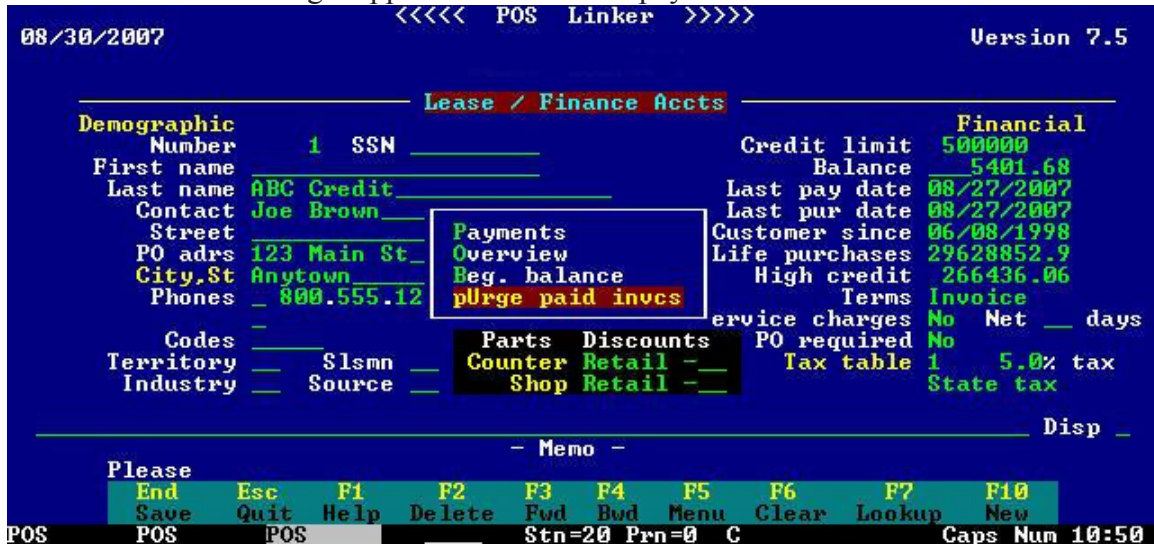 <<<<< POS Linker >>>>>
08/30/2007 Version 7.5
Lease / Finance Accts
Demographic Financial
Number 1 SSN Credit limit 500000
First name Balance 5401.68
Last name ABC Credit Last pay date 08/27/2007
Contact Joe Brown Last pur date 08/27/2007
Street Payments Customer since 06/08/1998
PO adrs 123 Main St Overview Life purchases 29628852.9
City,St Anytown Beg. balance High credit 266436.06
Phones 800.555.12 pUrge paid invcs Terms Invoice
ervice charges No Net days
Codes Parts Discounts PO required No
Territory Slsmn Counter Retail - Tax table 1 5.0% tax
Industry Source Shop Retail - State tax
Disp
- Memo -
Please
End Esc F1 F2 F3 F4 F5 F6 F7 F10
Save Quit Help Delete Fwd Bwd Menu Clear Lookup New
POS POS POS Stn=20 Prn=0 C Caps Num 10:50